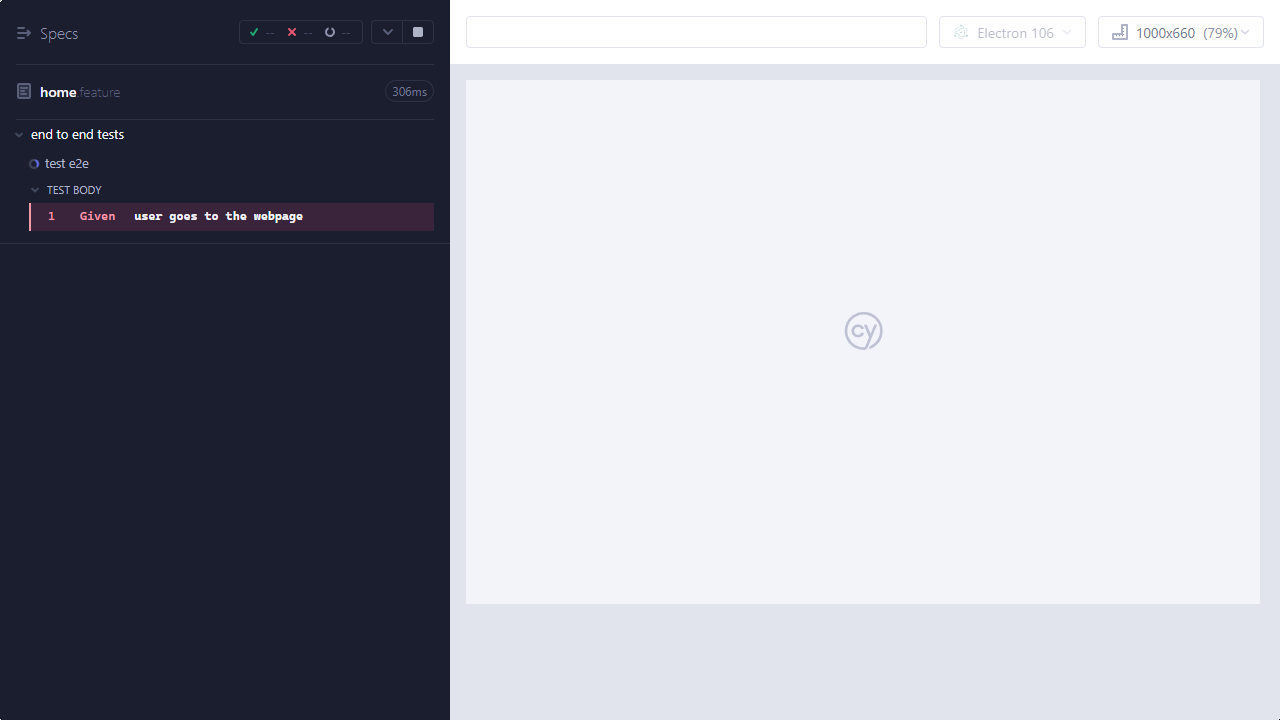 Specs
--
--
--
Electron 106
1000x660 (79%)
home.feature
306ms
end to end tests
test e2e
TEST BODY
1 Given user goes to the webpage
cy